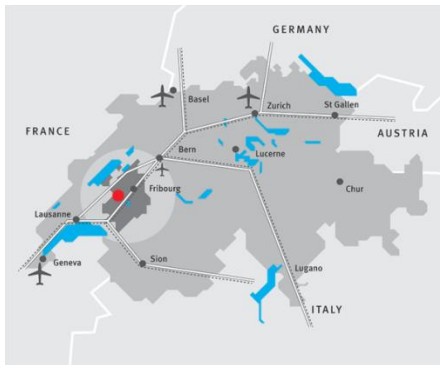 GERMANY
Basel
Zurich
St Gallen
FRANCE
AUSTRIA
Bern
Lucerne
Fribourg
Chur
Lausanne
Geneva
Sion
Lugano
ITALY